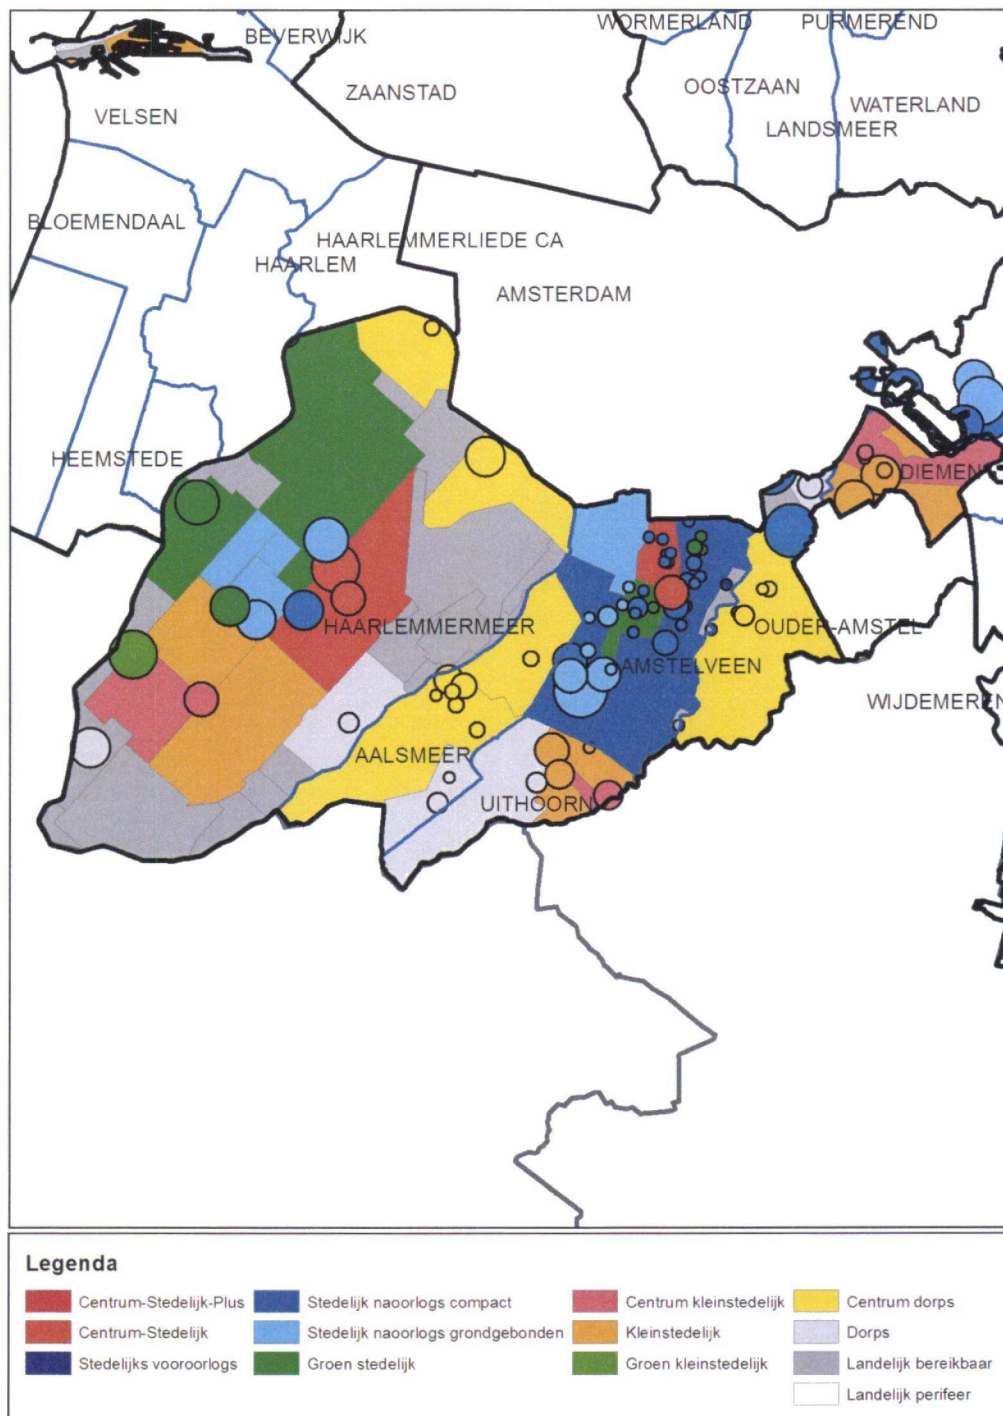 WORMERLAND
PURMEREND
BEVERWIJK
OOSTZAAN
ZAANSTAD
WATERLAND
VELSEN
LANDSMEER
BLOEMENDAAL
HAARLEMMERLIEDE CA
HAARLEM
AMSTERDAM
HEEMSTEDE
DIEMEN
HAARLEMMERMEER
OUDER-AMSTEL
AMSTELVEEN
WIJDEMEREN
AALSMEER
UITHOORN
Legenda
Centrum-Stedelijk-Plus
Stedelijk naoorlogs compact
Centrum kleinstedelijk
Centrum dorps
Centrum-Stedelijk
Stedelijk naoorlogs grondgebonden
Kleinstedelijk
Dorps
Stedelijks vooroorlogs
Groen stedelijk
Groen kleinstedelijk
Landelijk bereikbaar
Landelijk perifeer